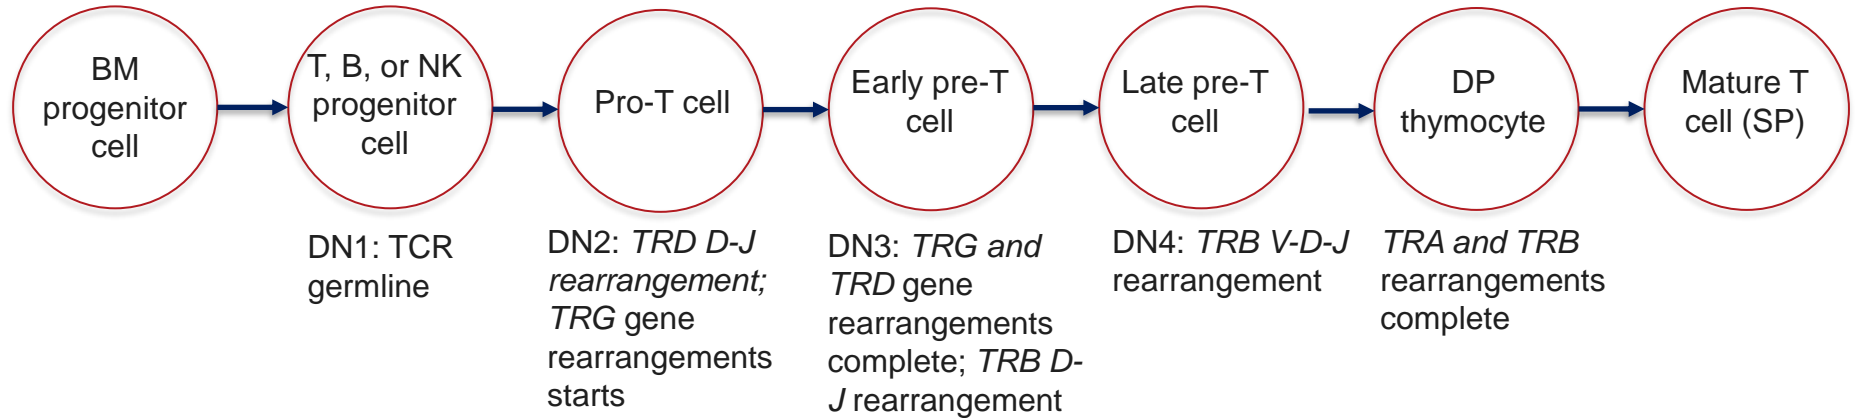 BM
progenitor
cell
T, B, or NK
progenitor
cell
Pro-T cell
Early pre-T
cell
Late pre-T
cell
DP
thymocyte
Mature T
cell (SP)
DN1: TCR
germline
DN2: TRD D-J
rearrangement;
TRG gene
rearrangements
starts
DN3: TRG and
TRD gene
rearrangements
complete; TRB D-
J rearrangement
DN4: TRB V-D-J
rearrangement
TRA and TRB
rearrangements
complete